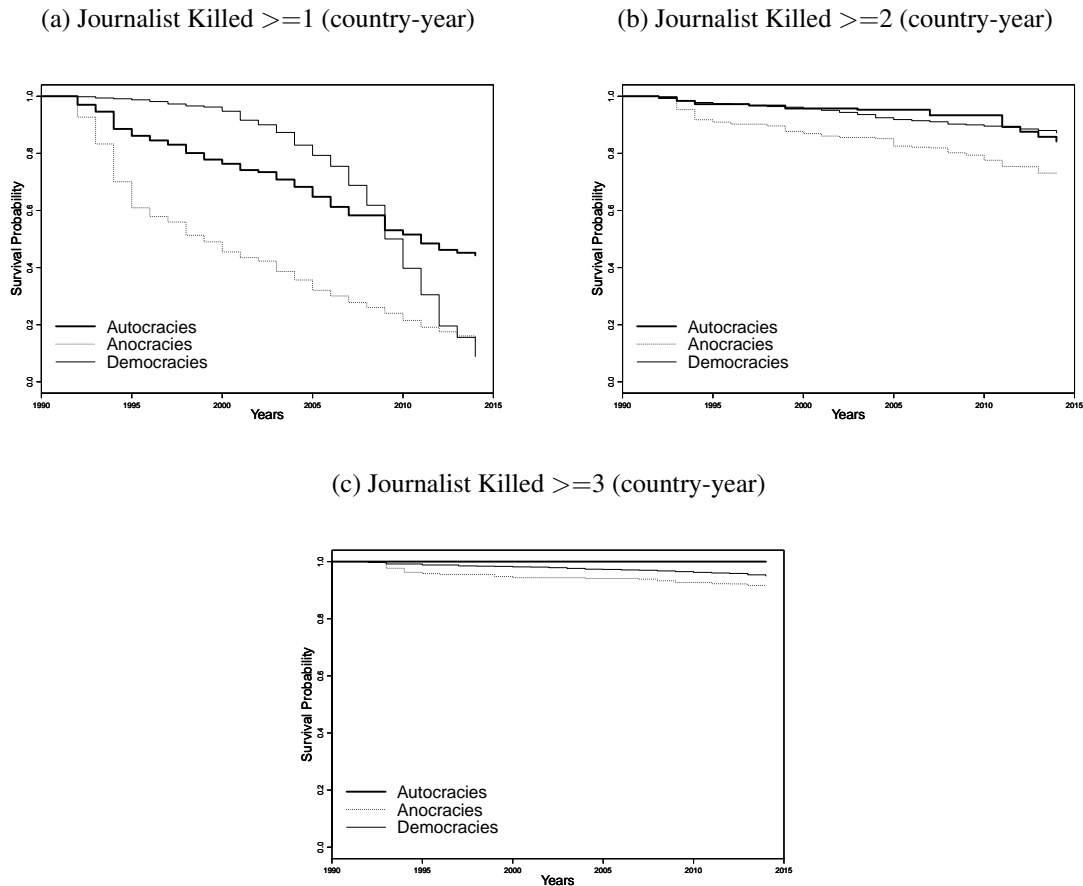 (a) Journalist Killed >=1 (country-year)
Survival Probability
1.0
0.8
0.6
0.4
0.2
0.0
Autocracies
Anocracies
Democracies
1990 1995 2000 2005 2010 2015
Years
(b) Journalist Killed >=2 (country-year)
Survival Probability
1.0
0.8
0.6
0.4
0.2
0.0
Autocracies
Anocracies
Democracies
1990 1995 2000 2005 2010 2015
Years
(c) Journalist Killed >=3 (country-year)
Survival Probability
1.0
0.8
0.6
0.4
0.2
0.0
Autocracies
Anocracies
Democracies
1990 1995 2000 2005 2010 2015
Years